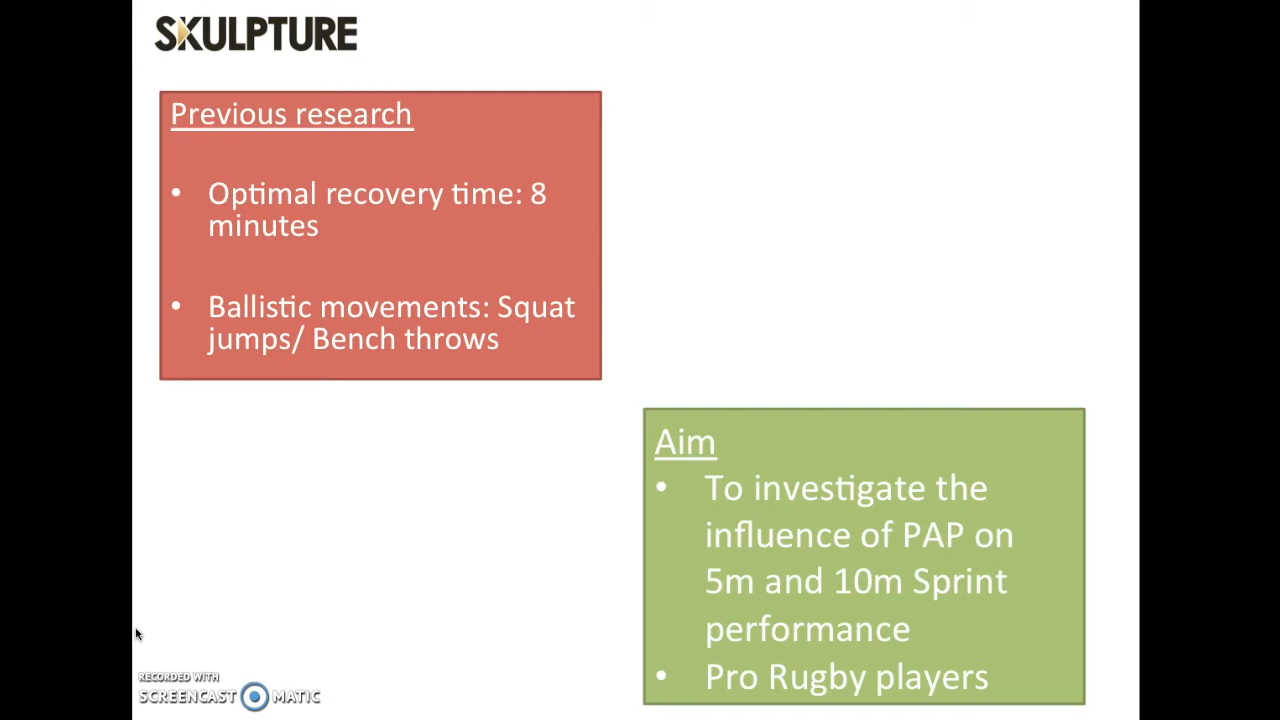 SKULPTURE
Previous research
• Optimal recovery time: 8
minutes
• Ballistic movements: Squat
jumps/ Bench throws
Aim
• To investigate the
influence of PAP on
5m and 10m Sprint
performance
• Pro Rugby players
RECORDED WITH
SCREENCAST MATIC